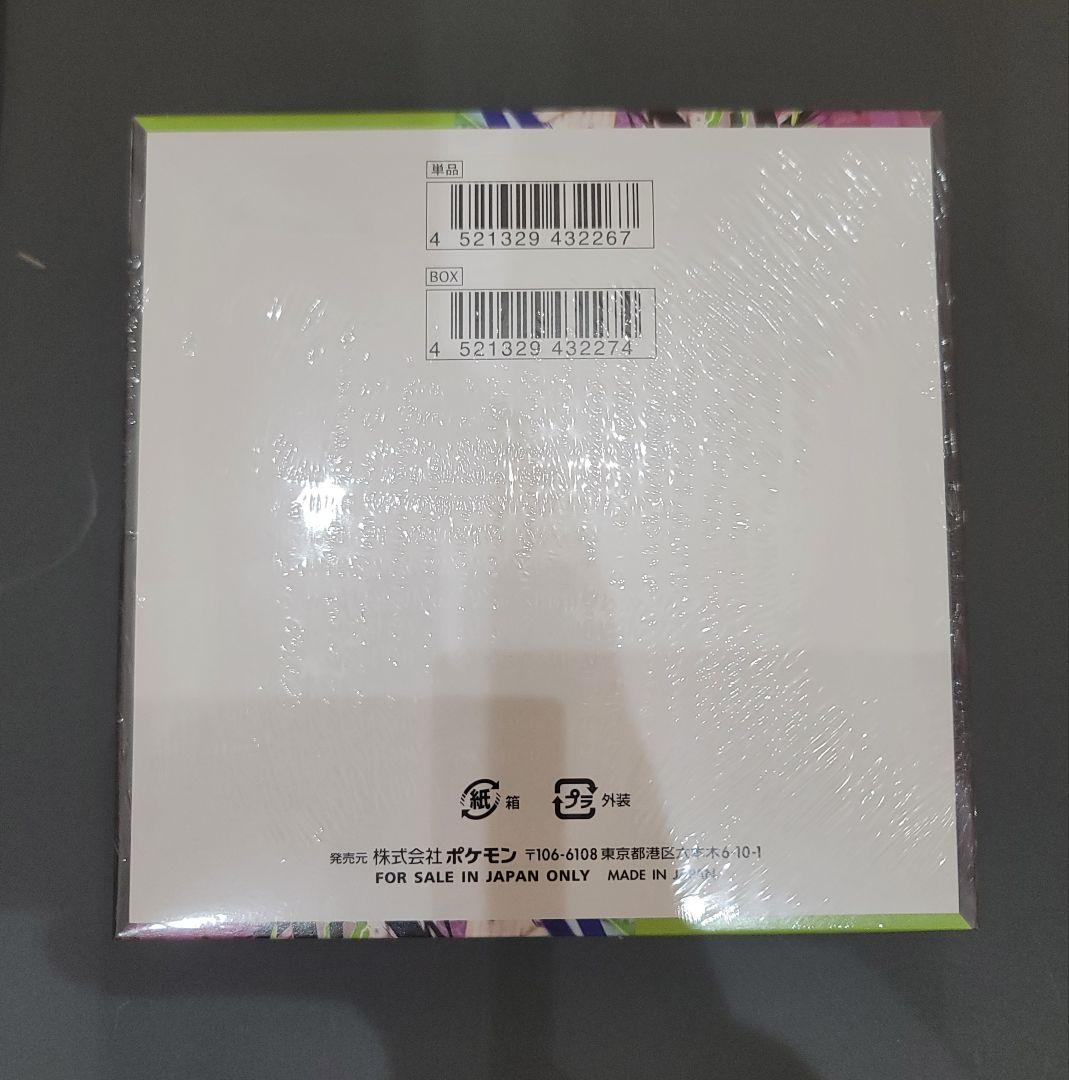 単品
4 521329 432267
BOX
4 521329 432274
紙 箱 プラ 外装
発売元 株式会社ポケモン 〒106-6108 東京都港区六本木6-10-1
FOR SALE IN JAPAN ONLY MADE IN JAPAN